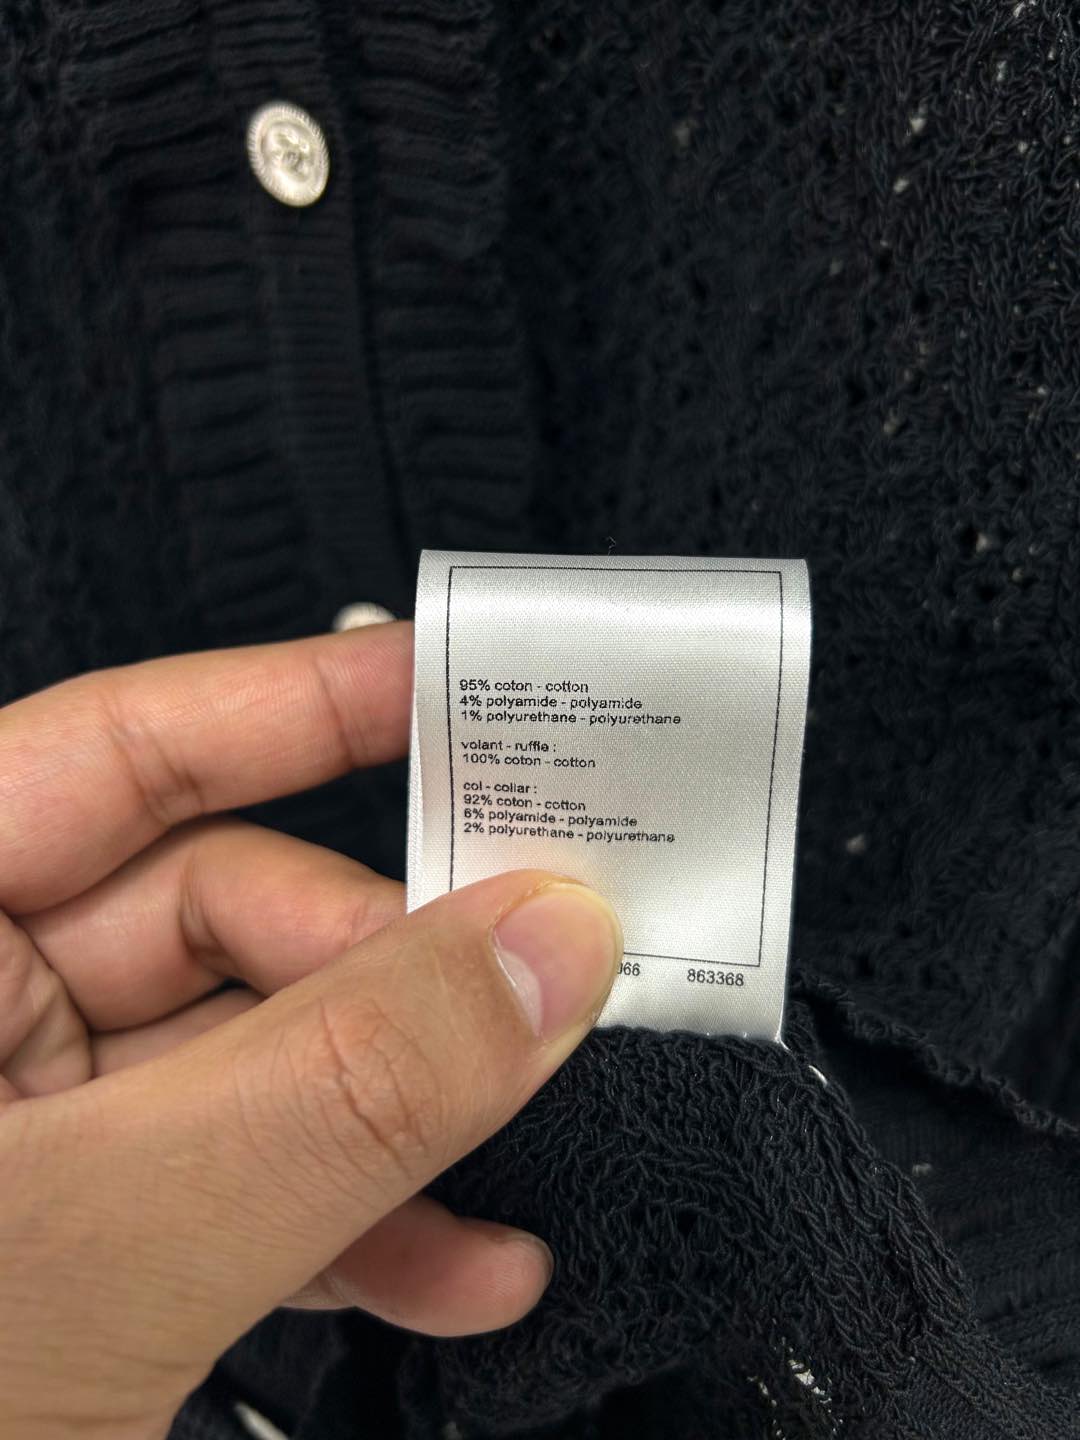 95% coton - cotton
4% polyamide - polyamide
1% polyurethane - polyurethane
volant - ruffle :
100% coton - cotton
col - collar :
92% coton - cotton
6% polyamide - polyamide
2% polyurethane - polyurethane
863368